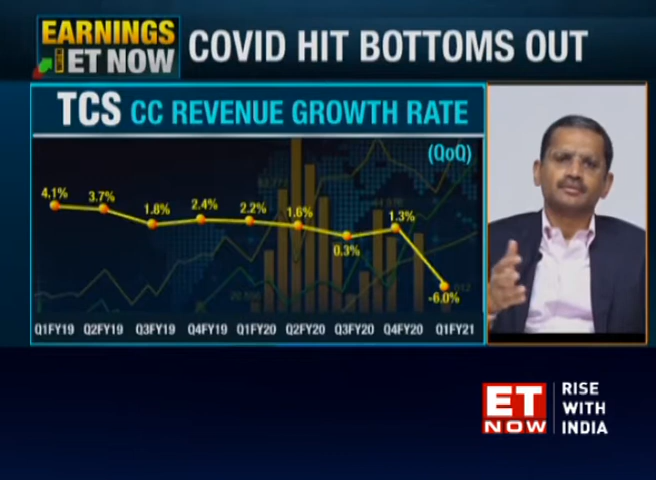 EARNINGS
WITH
ET NOW
COVID HIT BOTTOMS OUT
TCS CC REVENUE GROWTH RATE
(QoQ)
4.1%
3.7%
1.8%
2.4%
2.2%
1.6%
0.3%
1.3%
-6.0%
Q1FY19 Q2FY19 Q3FY19 Q4FY19 Q1FY20 Q2FY20 Q3FY20 Q4FY20 Q1FY21
ET
NOW
RISE
WITH
INDIA